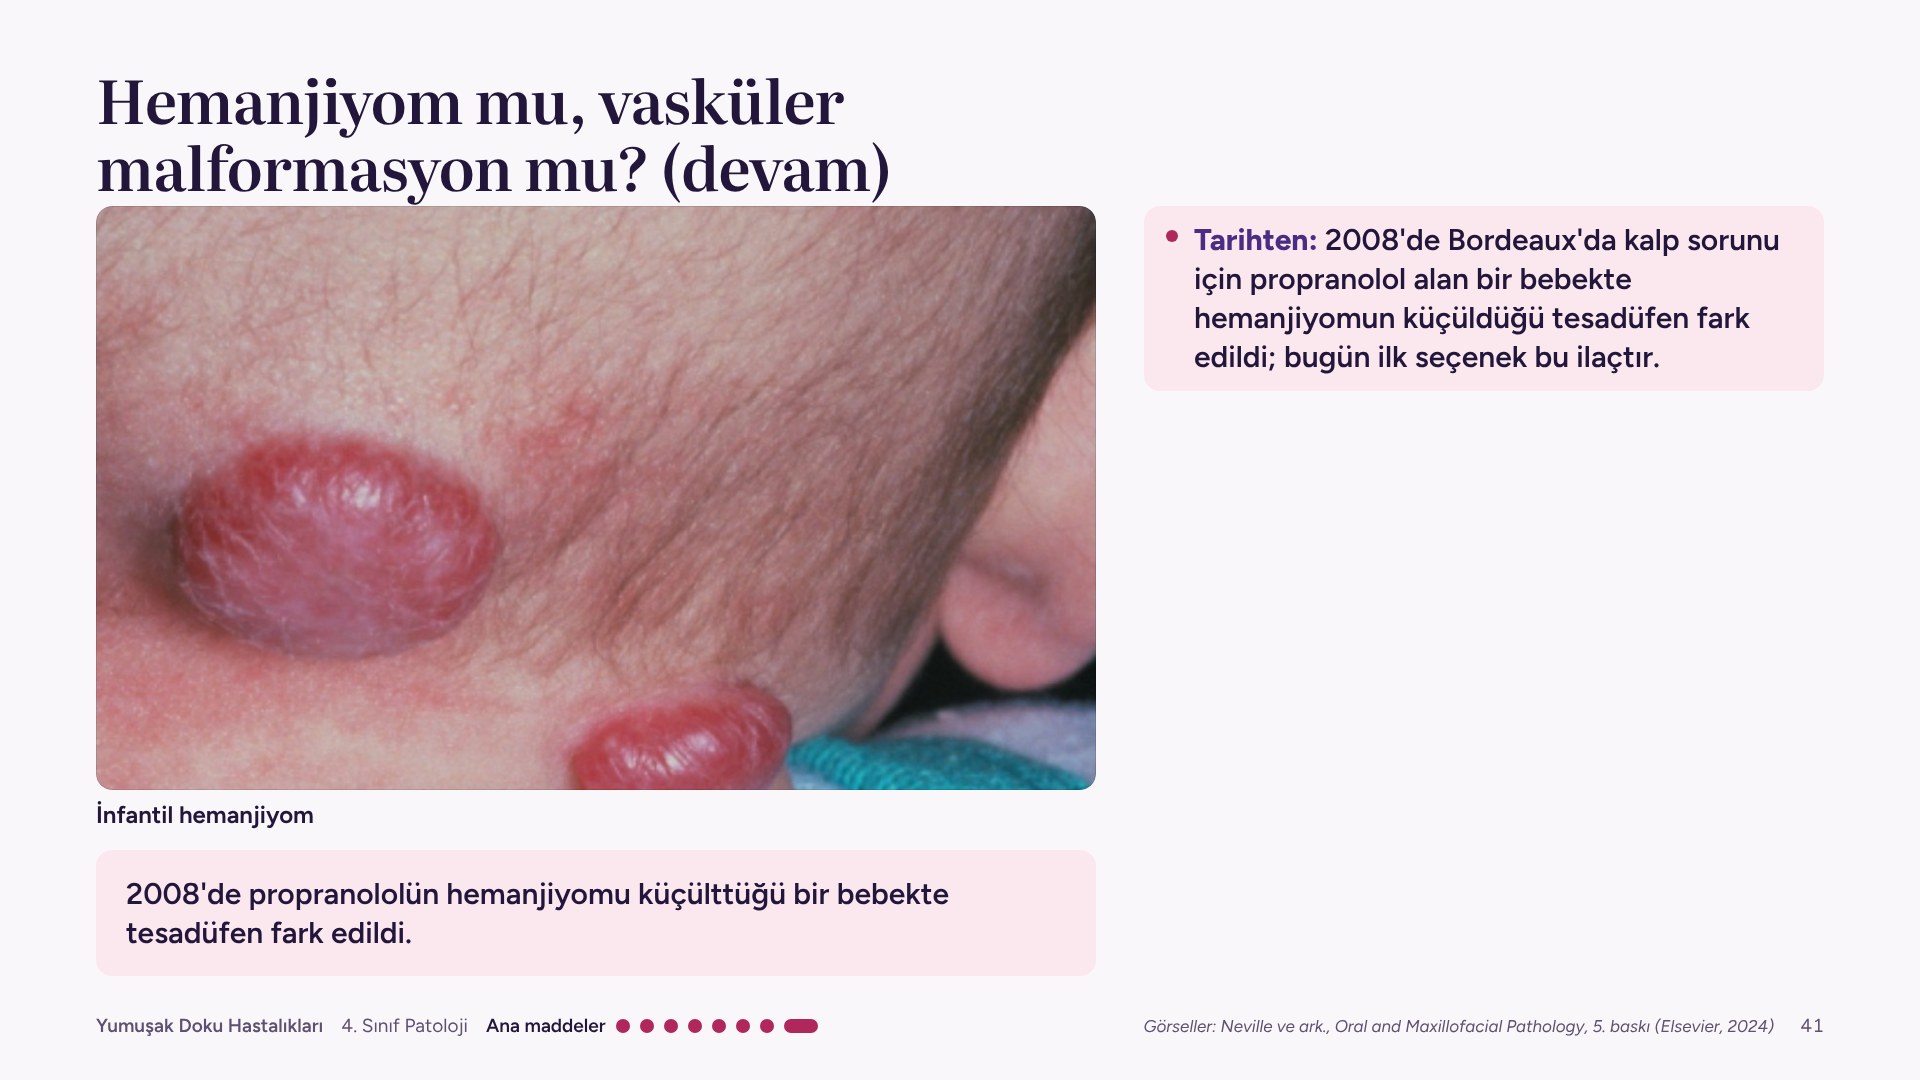 Hemanjiyom mu, vasküler
malformasyon mu? (devam)
Tarihten: 2008'de Bordeaux'da kalp sorunu
için propranolol alan bir bebekte
hemanjiyomun küçüldüğü tesadüfen fark
edildi; bugün ilk seçenek bu ilaçtır.
İnfantil hemanjiyom
2008'de propranololün hemanjiyomu küçülttüğü bir bebekte
tesadüfen fark edildi.
Yumuşak Doku Hastalıkları 4. Sınıf Patoloji Ana maddeler
Görseller: Neville ve ark., Oral and Maxillofacial Pathology, 5. baskı (Elsevier, 2024) 41